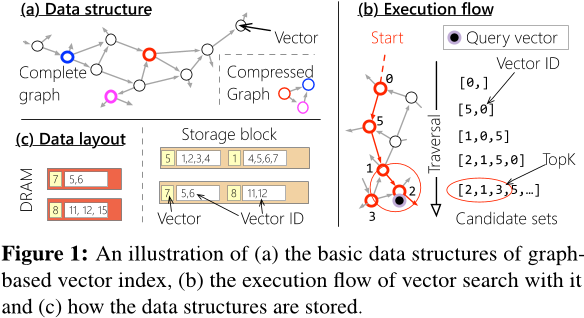 (a) Data structure
Vector
Complete
graph
Compressed
Graph
(b) Execution flow
Start
Query vector
Vector ID
0
5
1
2
3
Traversal
[0,]
[5,0]
[1,0,5]
[2,1,5,0]
TopK
[2,1,3,5,…]
Candidate sets
(c) Data layout
Storage block
DRAM
7 5,6
8 11, 12, 15
5 1,2,3,4 1 4,5,6,7
7 5,6 8 11,12
Vector Vector ID
Figure 1: An illustration of (a) the basic data structures of graph-
based vector index, (b) the execution flow of vector search with it
and (c) how the data structures are stored.